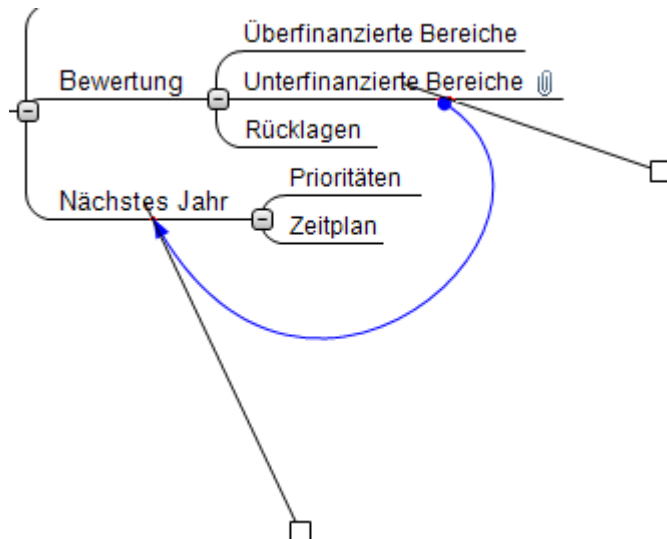 Überfinanzierte Bereiche
Bewertung
Unterfinanzierte Bereiche
Rücklagen
Prioritäten
Nächstes Jahr
Zeitplan